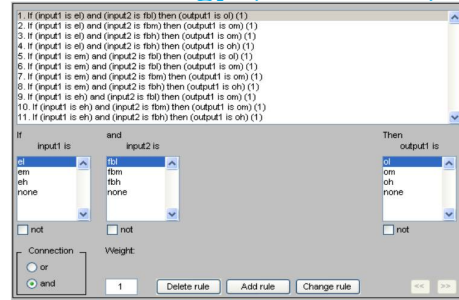 1. If (input1 is el) and (input2 is fbl) then (output1 is ol) (1)
2. If (input1 is el) and (input2 is fbm) then (output1 is om) (1)
3. If (input1 is el) and (input2 is fbh) then (output1 is om) (1)
4. If (input1 is el) and (input2 is fbh) then (output1 is oh) (1)
5. If (input1 is em) and (input2 is fbl) then (output1 is ol) (1)
6. If (input1 is em) and (input2 is fbl) then (output1 is om) (1)
7. If (input1 is em) and (input2 is fbm) then (output1 is om) (1)
8. If (input1 is em) and (input2 is fbh) then (output1 is oh) (1)
9. If (input1 is eh) and (input2 is fbl) then (output1 is om) (1)
10. If (input1 is eh) and (input2 is fbm) then (output1 is om) (1)
11. If (input1 is eh) and (input2 is fbh) then (output1 is oh) (1)
If and Then
input1 is input2 is output1 is
el fbl ol
em fbm om
eh fbh oh
none none none
not not not
Connection Weight:
or
and 1 Delete rule Add rule Change rule << >>